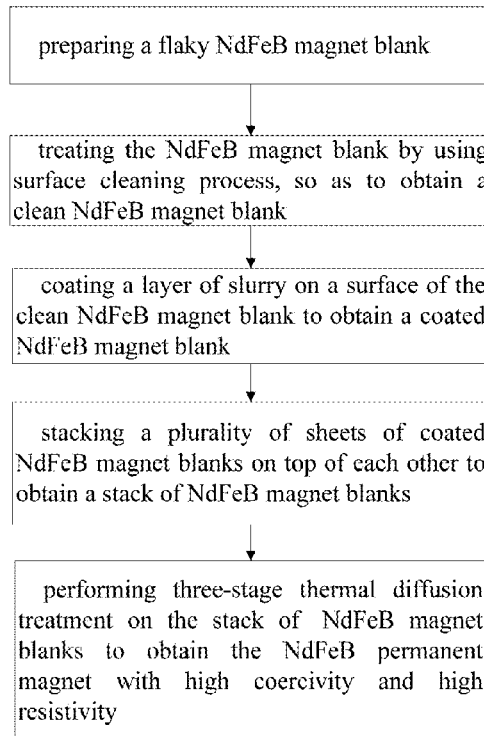 preparing a flaky NdFeB magnet blank
treating the NdFeB magnet blank by using
surface cleaning process, so as to obtain a
clean NdFeB magnet blank
coating a layer of slurry on a surface of the
clean NdFeB magnet blank to obtain a coated
NdFeB magnet blank
stacking a plurality of sheets of coated
NdFeB magnet blanks on top of each other to
obtain a stack of NdFeB magnet blanks
performing three-stage thermal diffusion
treatment on the stack of NdFeB magnet
blanks to obtain the NdFeB permanent
magnet with high coercivity and high
resistivity